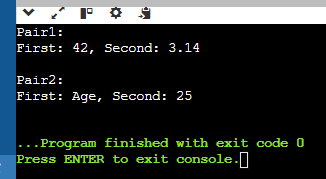 Pair1:
First: 42, Second: 3.14
Pair2:
First: Age, Second: 25
...Program finished with exit code 0
Press ENTER to exit console.